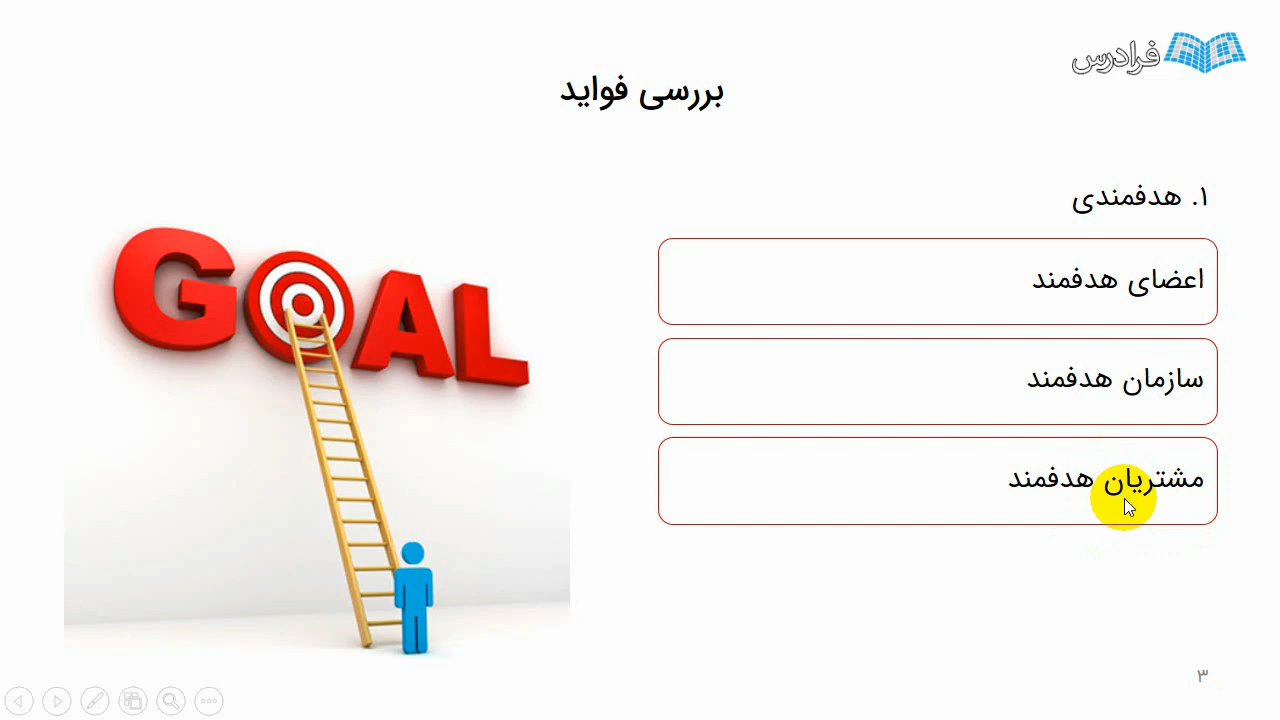 فرادرس
بررسی فواید
۱. هدفمندی
اعضای هدفمند
سازمان هدفمند
مشتریان هدفمند
GOAL
۳